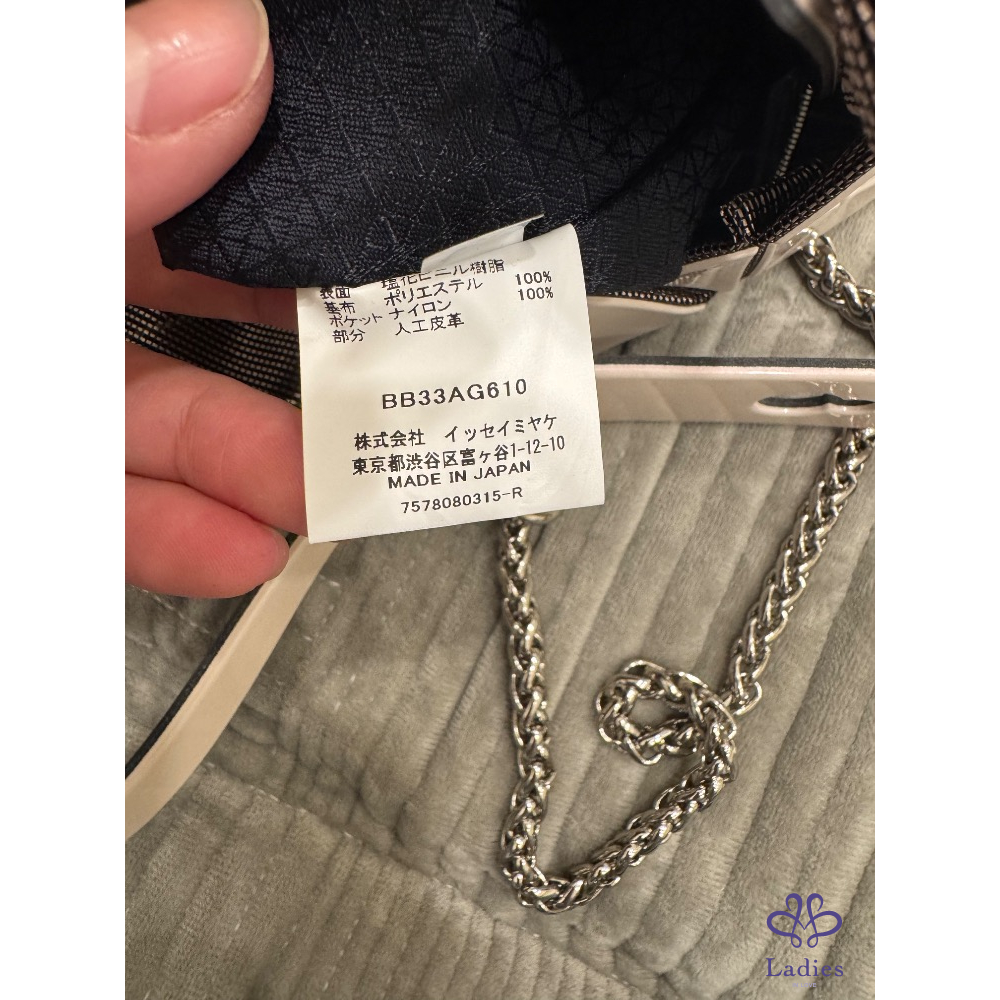 表面 塩化ビニル樹脂
基布 ポリエステル 100%
ポケット ナイロン 100%
部分 人工皮革
BB33AG610
株式会社 イッセイミヤケ
東京都渋谷区富ヶ谷1-12-10
MADE IN JAPAN
7578080315-R
Ladies